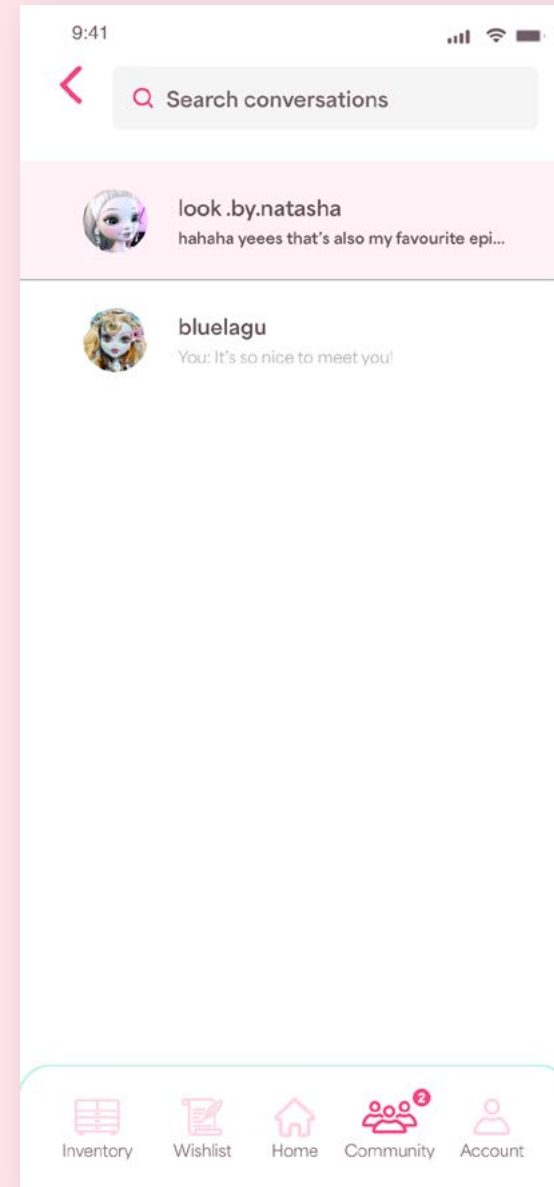 9:41
Search conversations
look .by.natasha
hahaha yeees that's also my favourite epi...
bluelagu
You: It's so nice to meet you!
2
Inventory Wishlist Home Community Account